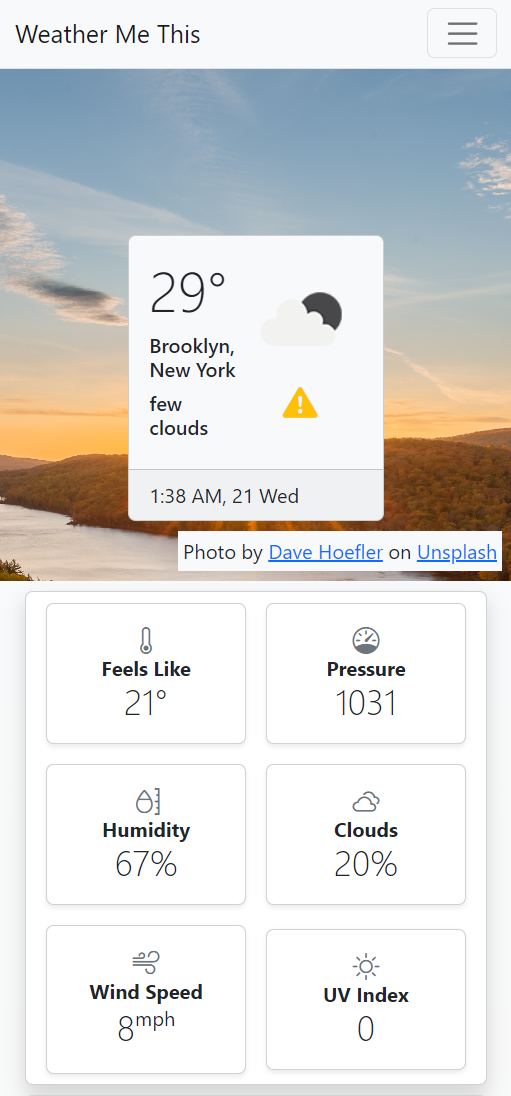 Weather Me This
29°
Brooklyn,
New York
few
clouds
1:38 AM, 21 Wed
Photo by Dave Hoefler on Unsplash
Feels Like
21°
Pressure
1031
Humidity
67%
Clouds
20%
Wind Speed
8mph
UV Index
0